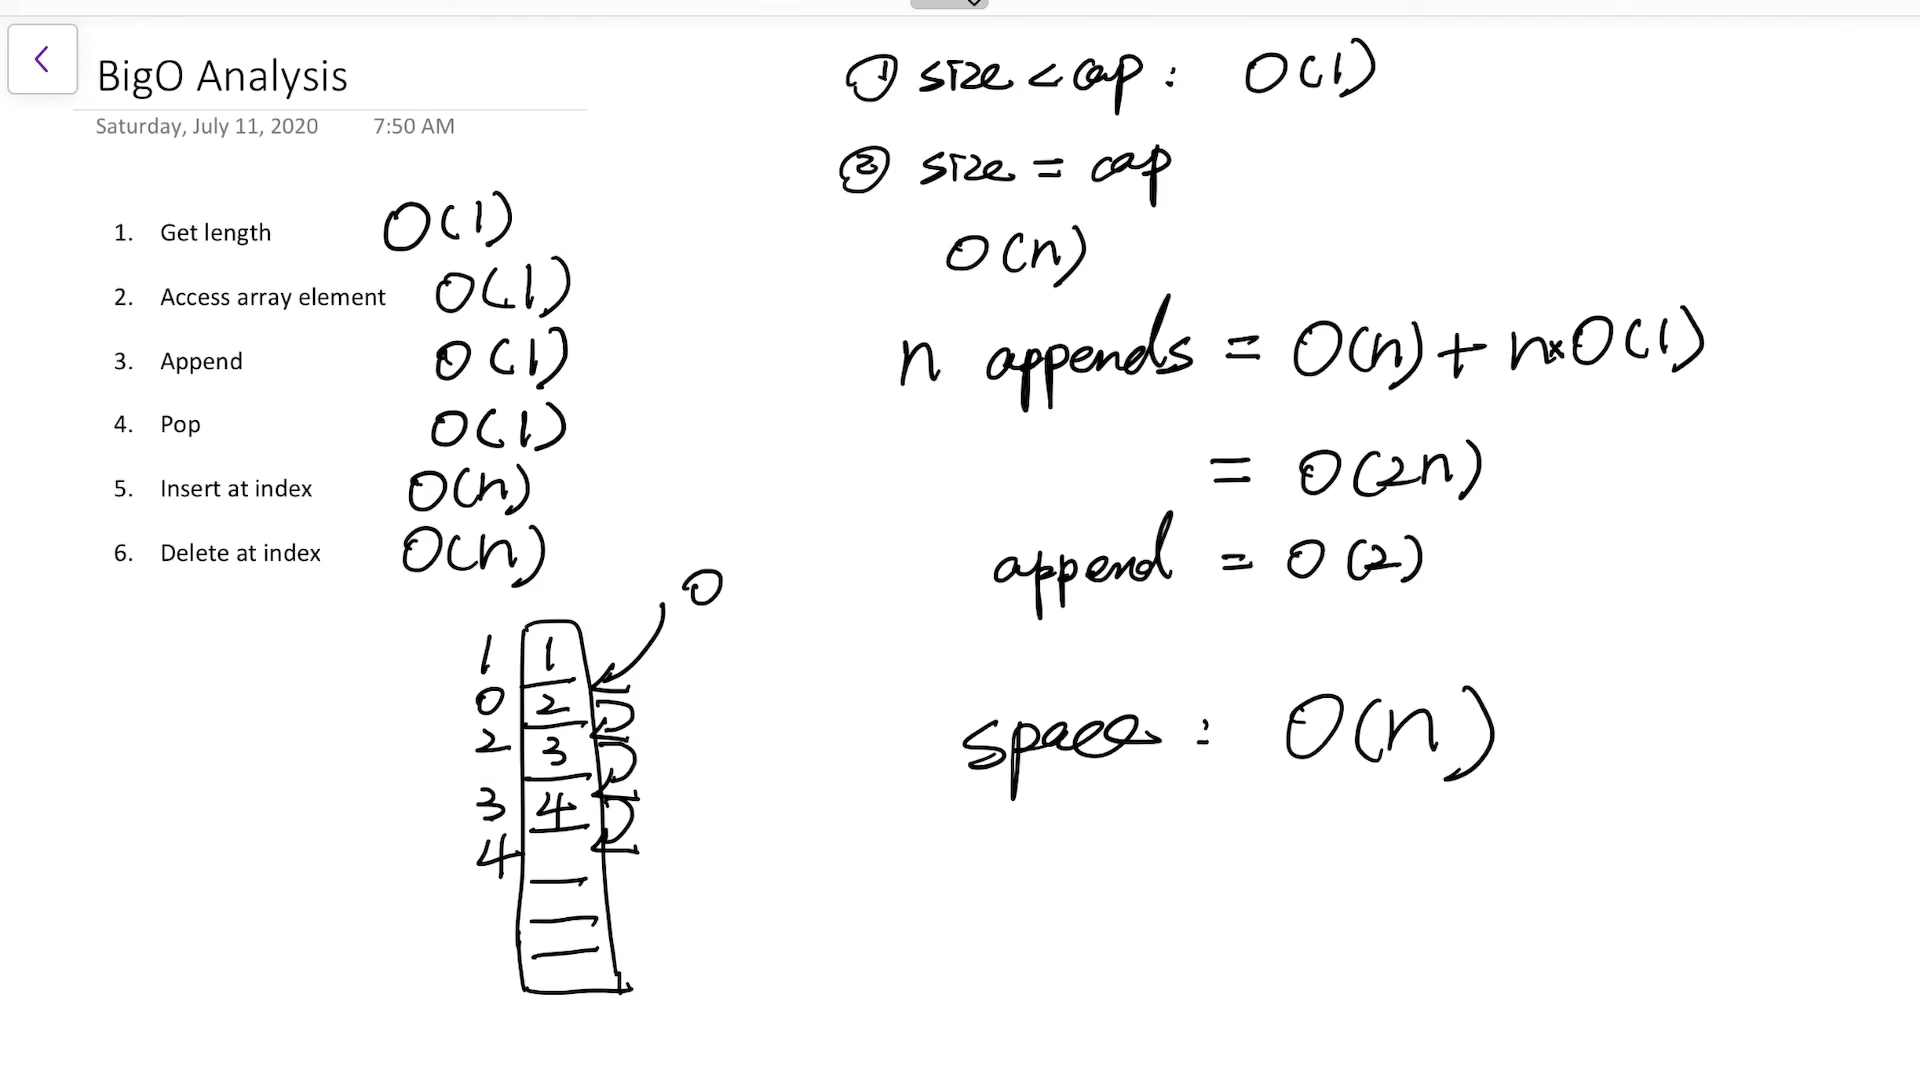 BigO Analysis
Saturday, July 11, 2020 7:50 AM
1. Get length O(1)
2. Access array element O(1)
3. Append O(1)
4. Pop O(1)
5. Insert at index O(n)
6. Delete at index O(n)
0
1 1
0 2
2 3
3 4
4
① size < cap : O(1)
② size = cap
O(n)
n appends = O(n) + n×O(1)
= O(2n)
append = O(2)
space : O(n)